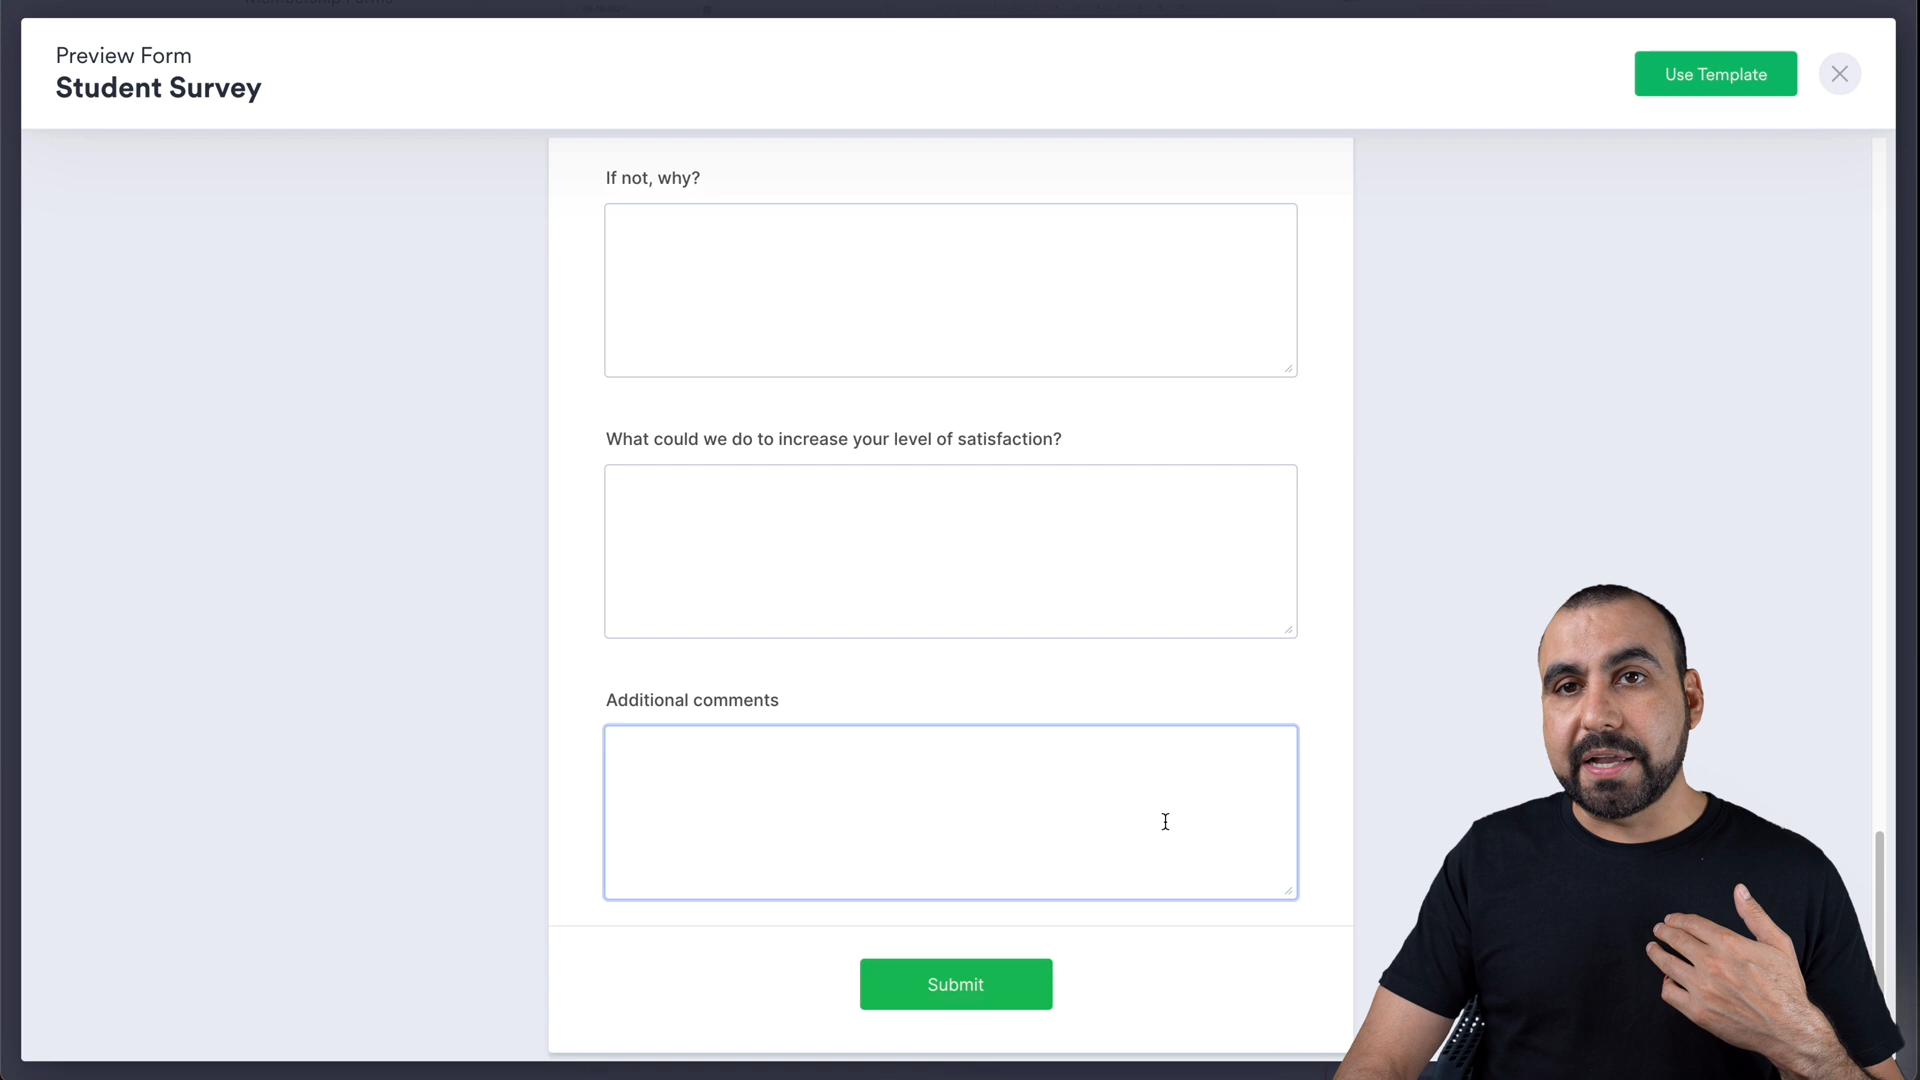 Preview Form
Student Survey
Use Template
If not, why?
What could we do to increase your level of satisfaction?
Additional comments
Submit